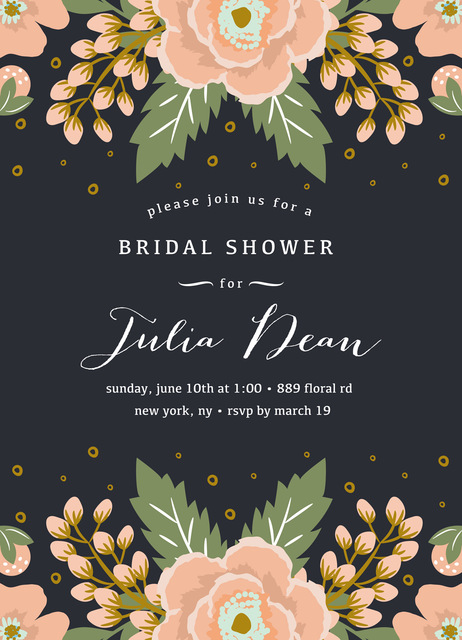 please join us for a
BRIDAL SHOWER
for
Julia Dean
sunday, june 10th at 1:00 • 889 floral rd
new york, ny • rsvp by march 19